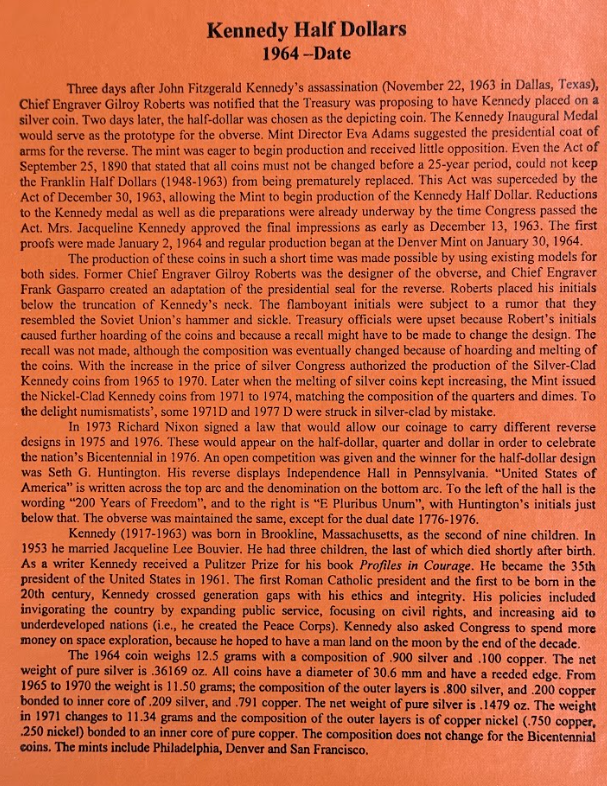 Kennedy Half Dollars
1964 –Date
Three days after John Fitzgerald Kennedy's assassination (November 22, 1963 in Dallas, Texas),
Chief Engraver Gilroy Roberts was notified that the Treasury was proposing to have Kennedy placed on a
silver coin. Two days later, the half-dollar was chosen as the depicting coin. The Kennedy Inaugural Medal
would serve as the prototype for the obverse. Mint Director Eva Adams suggested the presidential coat of
arms for the reverse. The mint was eager to begin production and received little opposition. Even the Act of
September 25, 1890 that stated that all coins must not be changed before a 25-year period, could not keep
the Franklin Half Dollars (1948-1963) from being prematurely replaced. This Act was superceded by the
Act of December 30, 1963, allowing the Mint to begin production of the Kennedy Half Dollar. Reductions
to the Kennedy medal as well as die preparations were already underway by the time Congress passed the
Act. Mrs. Jacqueline Kennedy approved the final impressions as early as December 13, 1963. The first
proofs were made January 2, 1964 and regular production began at the Denver Mint on January 30, 1964.
The production of these coins in such a short time was made possible by using existing models for
both sides. Former Chief Engraver Gilroy Roberts was the designer of the obverse, and Chief Engraver
Frank Gasparro created an adaptation of the presidential seal for the reverse. Roberts placed his initials
below the truncation of Kennedy's neck. The flamboyant initials were subject to a rumor that they
resembled the Soviet Union's hammer and sickle. Treasury officials were upset because Robert's initials
caused further hoarding of the coins and because a recall might have to be made to change the design. The
recall was not made, although the composition was eventually changed because of hoarding and melting of
the coins. With the increase in the price of silver Congress authorized the production of the Silver-Clad
Kennedy coins from 1965 to 1970. Later when the melting of silver coins kept increasing, the Mint issued
the Nickel-Clad Kennedy coins from 1971 to 1974, matching the composition of the quarters and dimes. To
the delight numismatists', some 1971D and 1977 D were struck in silver-clad by mistake.
In 1973 Richard Nixon signed a law that would allow our coinage to carry different reverse
designs in 1975 and 1976. These would appear on the half-dollar, quarter and dollar in order to celebrate
the nation's Bicentennial in 1976. An open competition was given and the winner for the half-dollar design
was Seth G. Huntington. His reverse displays Independence Hall in Pennsylvania. "United States of
America" is written across the top arc and the denomination on the bottom arc. To the left of the hall is the
wording "200 Years of Freedom", and to the right is "E Pluribus Unum", with Huntington's initials just
below that. The obverse was maintained the same, except for the dual date 1776-1976.
Kennedy (1917-1963) was born in Brookline, Massachusetts, as the second of nine children. In
1953 he married Jacqueline Lee Bouvier. He had three children, the last of which died shortly after birth.
As a writer Kennedy received a Pulitzer Prize for his book Profiles in Courage. He became the 35th
president of the United States in 1961. The first Roman Catholic president and the first to be born in the
20th century, Kennedy crossed generation gaps with his ethics and integrity. His policies included
invigorating the country by expanding public service, focusing on civil rights, and increasing aid to
underdeveloped nations (i.e., he created the Peace Corps). Kennedy also asked Congress to spend more
money on space exploration, because he hoped to have a man land on the moon by the end of the decade.
The 1964 coin weighs 12.5 grams with a composition of .900 silver and .100 copper. The net
weight of pure silver is .36169 oz. All coins have a diameter of 30.6 mm and have a reeded edge. From
1965 to 1970 the weight is 11.50 grams; the composition of the outer layers is .800 silver, and .200 copper
bonded to inner core of .209 silver, and .791 copper. The net weight of pure silver is .1479 oz. The weight
in 1971 changes to 11.34 grams and the composition of the outer layers is of copper nickel (.750 copper,
.250 nickel) bonded to an inner core of pure copper. The composition does not change for the Bicentennial
coins. The mints include Philadelphia, Denver and San Francisco.